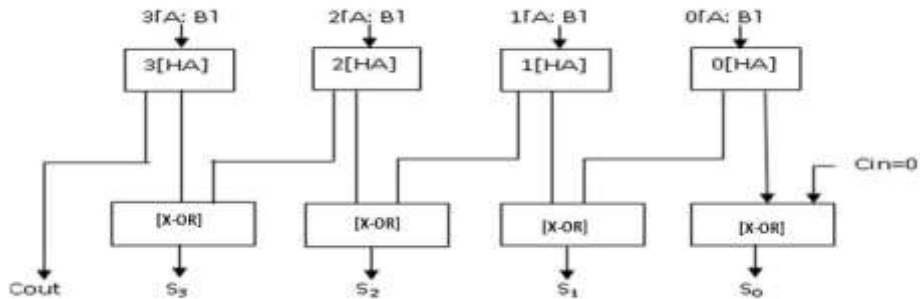 3[A: B] 2[A: B] 1[A: B] 0[A: B]
3[HA] 2[HA] 1[HA] 0[HA]
Cin=0
[X-OR] [X-OR] [X-OR] [X-OR]
Cout S₃ S₂ S₁ S₀